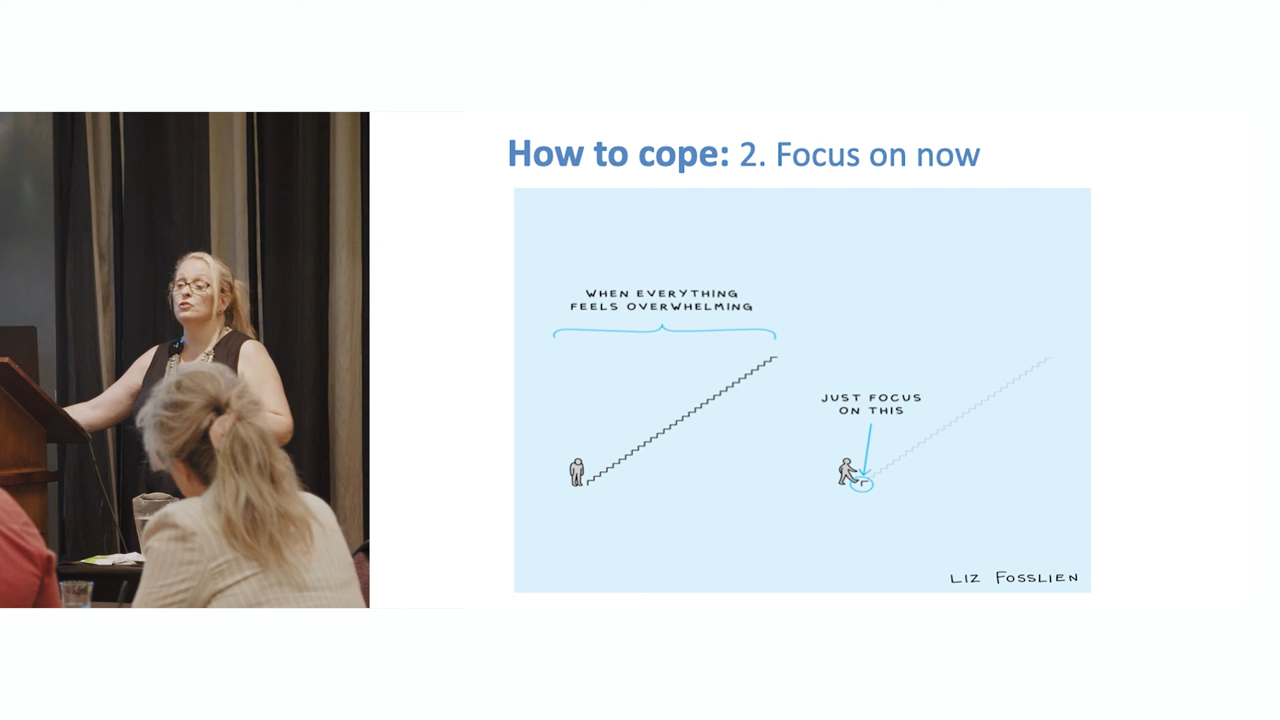 How to cope: 2. Focus on now
WHEN EVERYTHING
FEELS OVERWHELMING
JUST FOCUS
ON THIS
LIZ FOSSLIEN